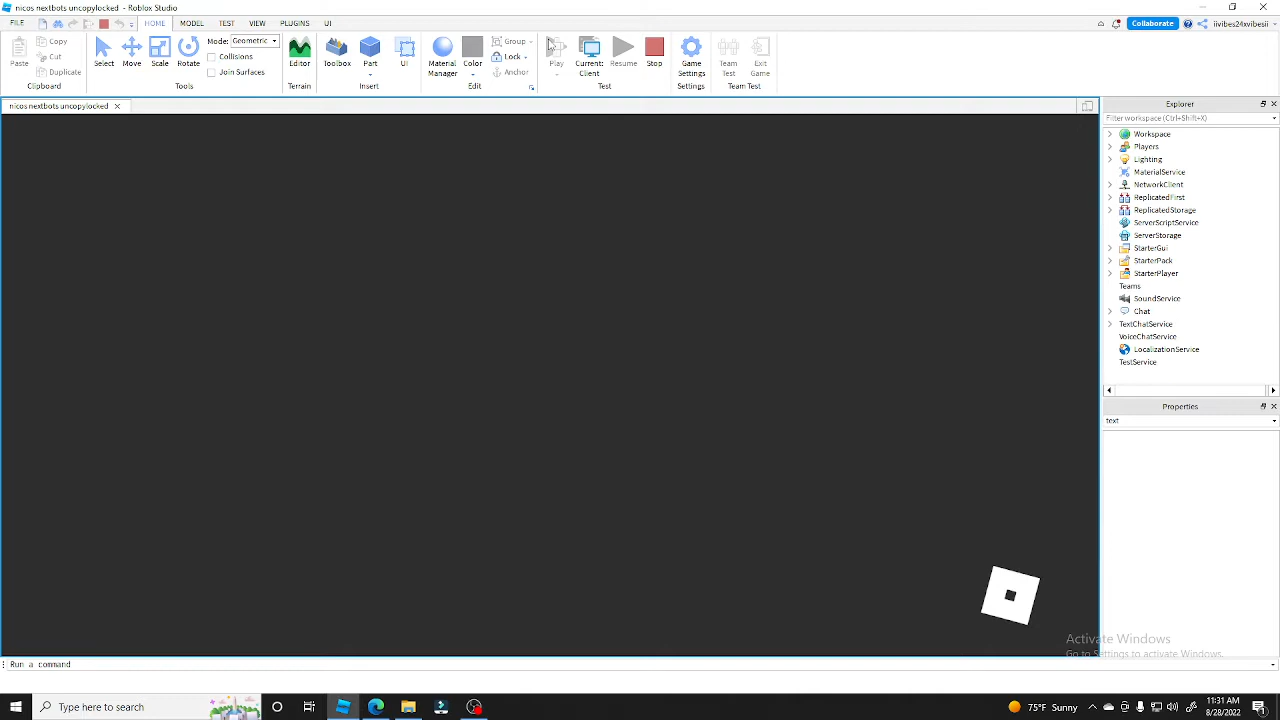 nicos nextbots uncopylocked - Roblox Studio
FILE HOME MODEL TEST VIEW PLUGINS UI Collaborate iivibes24xvibesii
Paste Copy Cut Duplicate Clipboard
Select Move Scale Rotate Mode: Geometric Collisions Join Surfaces Tools
Editor Terrain
Toolbox Part UI Insert
Material Manager Color Group Lock Anchor Edit
Play Current: Client Resume Stop Test
Game Settings Settings
Team Test Exit Game Team Test
nicos nextbots uncopylocked
Explorer
Filter workspace (Ctrl+Shift+X)
Workspace
Players
Lighting
MaterialService
NetworkClient
ReplicatedFirst
ReplicatedStorage
ServerScriptService
ServerStorage
StarterGui
StarterPack
StarterPlayer
Teams
SoundService
Chat
TextChatService
VoiceChatService
LocalizationService
TestService
Properties
text
Activate Windows
Go to Settings to activate Windows.
Run a command
Type here to search
75°F Sunny
11:31 AM
8/28/2022